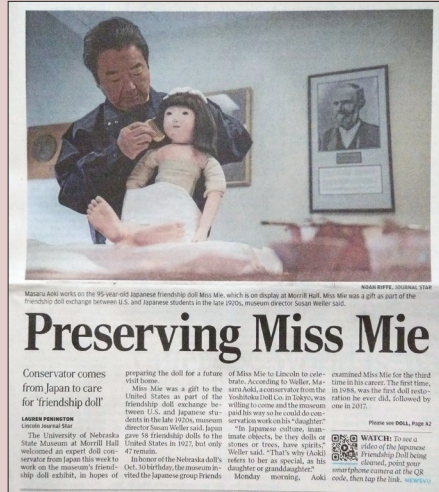 NOAH RIFFE, JOURNAL STAR
Masaru Aoki works on the 95-year-old Japanese friendship doll Miss Mie, which is on display at Morrill Hall. Miss Mie was a gift as part of the
friendship doll exchange between U.S. and Japanese students in the late 1920s, museum director Susan Weller said.
Preserving Miss Mie
Conservator comes
from Japan to care
for ‘friendship doll’
LAUREN PENINGTON
Lincoln Journal Star
The University of Nebraska
State Museum at Morrill Hall
welcomed an expert doll con-
servator from Japan this week to
work on the museum's friend-
ship doll exhibit, in hopes of
preparing the doll for a future
visit home.
Miss Mie was a gift to the
United States as part of the
friendship doll exchange be-
tween U.S. and Japanese stu-
dents in the late 1920s, museum
director Susan Weller said. Japan
gave 58 friendship dolls to the
United States in 1927, but only
47 remain.
In honor of the Nebraska doll's
Oct. 10 birthday, the museum in-
vited the Japanese group Friends
of Miss Mie to Lincoln to cele-
brate. According to Weller, Ma-
saru Aoki, a conservator from the
Yoshitoku Doll Co. in Tokyo, was
willing to come and the museum
paid his way so he could do con-
servation work on his “daughter.”
“In Japanese culture, inan-
imate objects, be they dolls or
stones or trees, have spirits,”
Weller said. “That's why (Aoki)
refers to her as special, as his
daughter or granddaughter.”
Monday morning, Aoki
examined Miss Mie for the third
time in his career. The first time,
in 1988, was the first doll resto-
ration he ever did, followed by
one in 2017.
Please see DOLL, Page A2
WATCH: To see a
video of the Japanese
Friendship Doll being
cleaned, point your
smartphone camera at the QR
code, then tap the link. NEWSVU